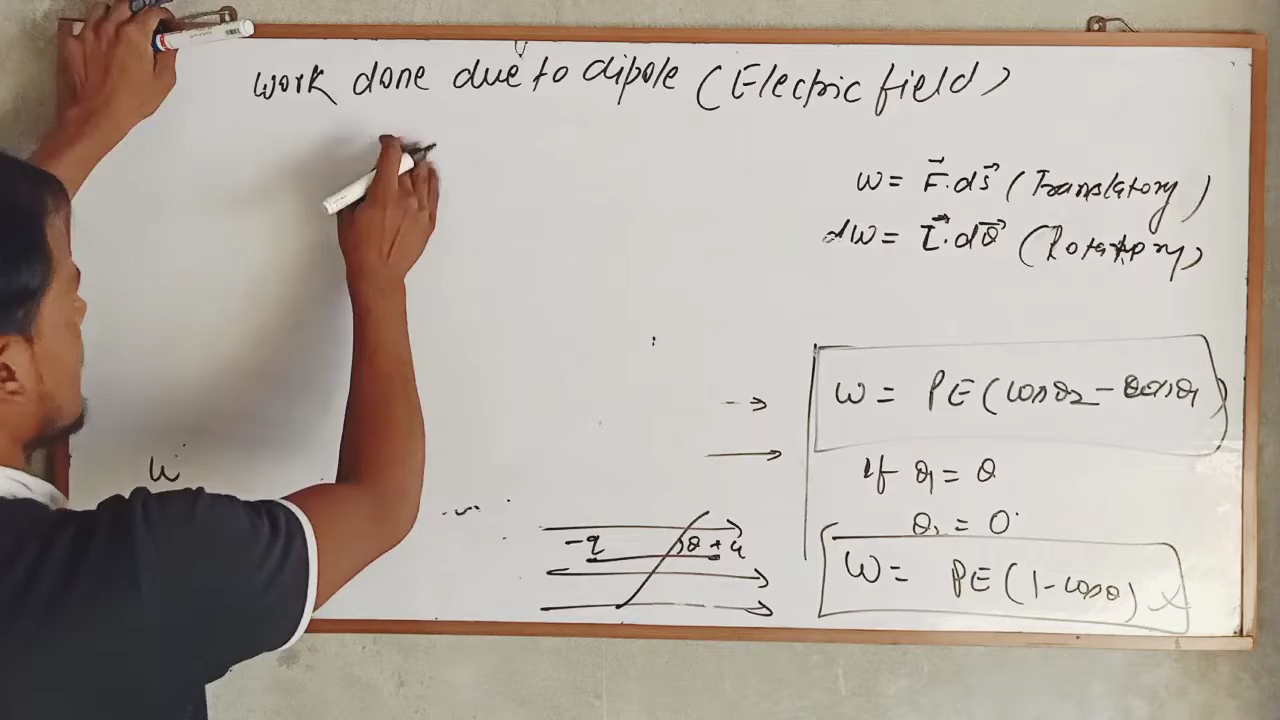 work done due to dipole (Electric field)
W = F⃗.ds⃗ (Translatory)
dW = τ⃗.dθ⃗ (Rotatory)
W = PE(cosθ₂ - cosθ₁)
If θ₁ = θ
θ₂ = 0°
W = PE(1-cosθ)
W
-q θ +q